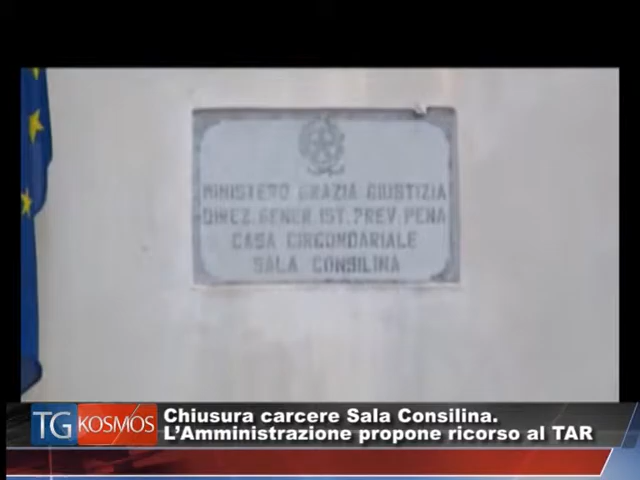 MINISTERO GRAZIA GIUSTIZIA
DIREZ.GENER.IST.PREV.PENA
CASA CIRCONDARIALE
SALA CONSILINA
TG KOSMOS
Chiusura carcere Sala Consilina.
L'Amministrazione propone ricorso al TAR